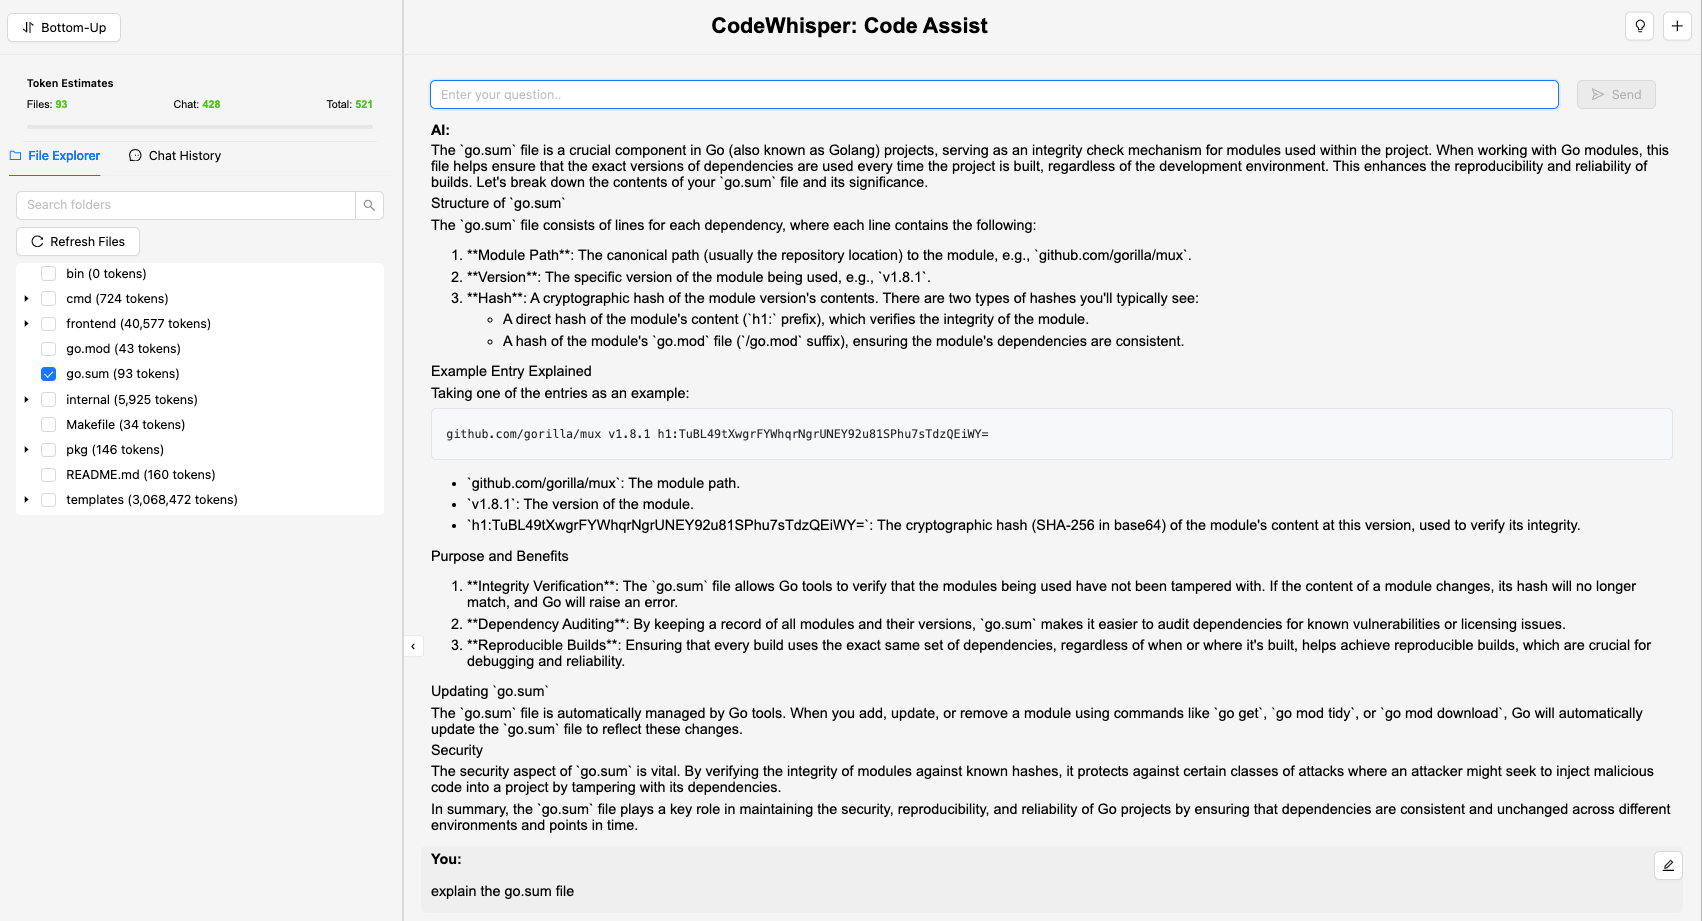 Bottom-Up
CodeWhisper: Code Assist
Token Estimates
Files: 93 Chat: 428 Total: 521
File Explorer Chat History
Search folders
Refresh Files
bin (0 tokens)
cmd (724 tokens)
frontend (40,577 tokens)
go.mod (43 tokens)
go.sum (93 tokens)
internal (5,925 tokens)
Makefile (34 tokens)
pkg (146 tokens)
README.md (160 tokens)
templates (3,068,472 tokens)
Enter your question..
Send
AI:
The `go.sum` file is a crucial component in Go (also known as Golang) projects, serving as an integrity check mechanism for modules used within the project. When working with Go modules, this
file helps ensure that the exact versions of dependencies are used every time the project is built, regardless of the development environment. This enhances the reproducibility and reliability of
builds. Let's break down the contents of your `go.sum` file and its significance.
Structure of `go.sum`
The `go.sum` file consists of lines for each dependency, where each line contains the following:
1. **Module Path**: The canonical path (usually the repository location) to the module, e.g., `github.com/gorilla/mux`.
2. **Version**: The specific version of the module being used, e.g., `v1.8.1`.
3. **Hash**: A cryptographic hash of the module version's contents. There are two types of hashes you'll typically see:
A direct hash of the module's content (`h1:` prefix), which verifies the integrity of the module.
A hash of the module's `go.mod` file (`/go.mod` suffix), ensuring the module's dependencies are consistent.
Example Entry Explained
Taking one of the entries as an example:
github.com/gorilla/mux v1.8.1 h1:TuBL49tXwgrFYWhqrNgrUNEY92u81SPhu7sTdzQEiWY=
`github.com/gorilla/mux`: The module path.
`v1.8.1`: The version of the module.
`h1:TuBL49tXwgrFYWhqrNgrUNEY92u81SPhu7sTdzQEiWY=`: The cryptographic hash (SHA-256 in base64) of the module's content at this version, used to verify its integrity.
Purpose and Benefits
1. **Integrity Verification**: The `go.sum` file allows Go tools to verify that the modules being used have not been tampered with. If the content of a module changes, its hash will no longer
match, and Go will raise an error.
2. **Dependency Auditing**: By keeping a record of all modules and their versions, `go.sum` makes it easier to audit dependencies for known vulnerabilities or licensing issues.
3. **Reproducible Builds**: Ensuring that every build uses the exact same set of dependencies, regardless of when or where it's built, helps achieve reproducible builds, which are crucial for
debugging and reliability.
Updating `go.sum`
The `go.sum` file is automatically managed by Go tools. When you add, update, or remove a module using commands like `go get`, `go mod tidy`, or `go mod download`, Go will automatically
update the `go.sum` file to reflect these changes.
Security
The security aspect of `go.sum` is vital. By verifying the integrity of modules against known hashes, it protects against certain classes of attacks where an attacker might seek to inject malicious
code into a project by tampering with its dependencies.
In summary, the `go.sum` file plays a key role in maintaining the security, reproducibility, and reliability of Go projects by ensuring that dependencies are consistent and unchanged across different
environments and points in time.
You:
explain the go.sum file